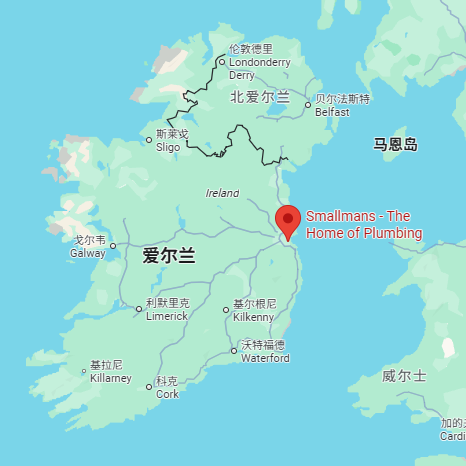 伦敦德里
Londonderry
Derry
北爱尔兰
贝尔法斯特
Belfast
斯莱戈
Sligo
马恩岛
Ireland
Smallmans - The
Home of Plumbing
戈尔韦
Galway
爱尔兰
利默里克
Limerick
基尔根尼
Kilkenny
沃特福德
Waterford
基拉尼
Killarney
科克
Cork
威尔士
加的夫
Cardi